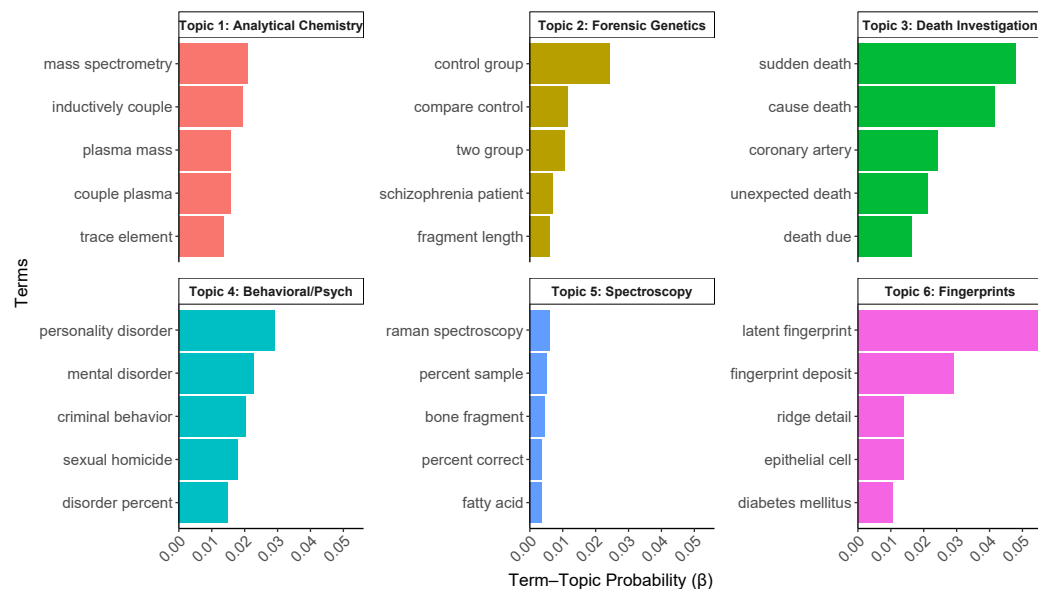 Topic 1: Analytical Chemistry
mass spectrometry
inductively couple
plasma mass
couple plasma
trace element
Topic 2: Forensic Genetics
control group
compare control
two group
schizophrenia patient
fragment length
Topic 3: Death Investigation
sudden death
cause death
coronary artery
unexpected death
death due
Terms
Topic 4: Behavioral/Psych
personality disorder
mental disorder
criminal behavior
sexual homicide
disorder percent
0.00 0.01 0.02 0.03 0.04 0.05
Topic 5: Spectroscopy
raman spectroscopy
percent sample
bone fragment
percent correct
fatty acid
0.00 0.01 0.02 0.03 0.04 0.05
Topic 6: Fingerprints
latent fingerprint
fingerprint deposit
ridge detail
epithelial cell
diabetes mellitus
0.00 0.01 0.02 0.03 0.04 0.05
Term–Topic Probability (β)